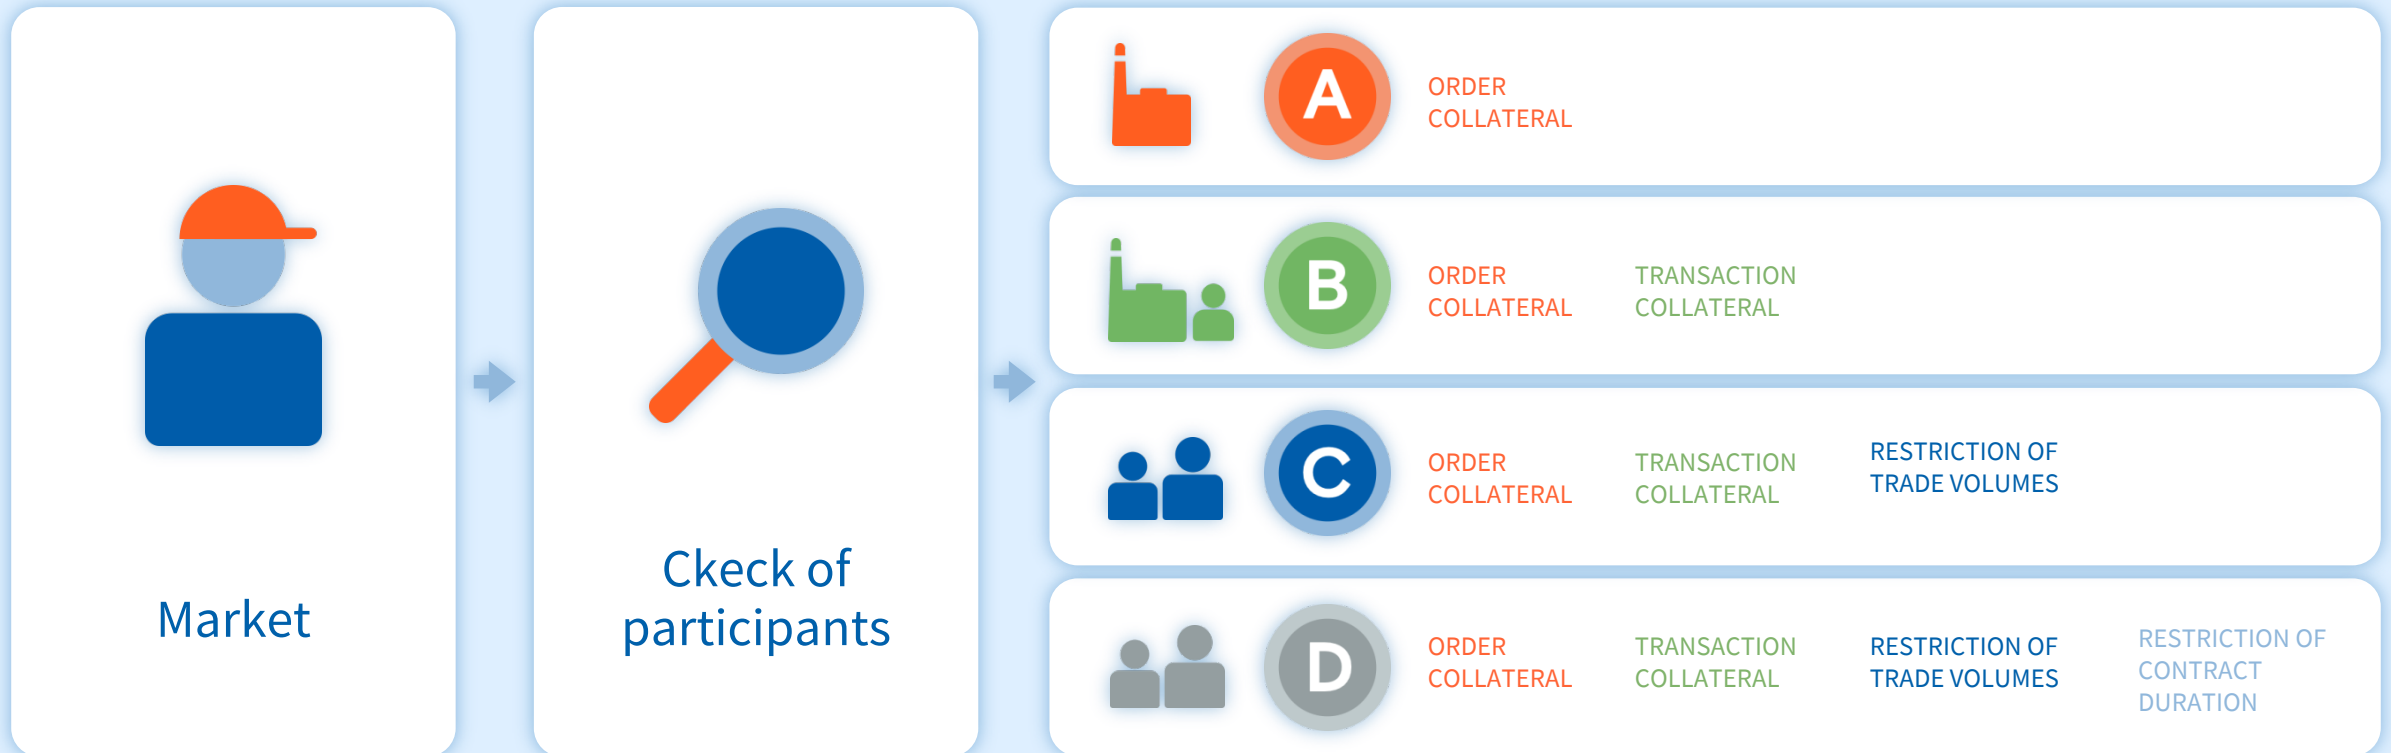 Market
Ckeck of
participants
A
ORDER
COLLATERAL
B
ORDER
COLLATERAL
TRANSACTION
COLLATERAL
C
ORDER
COLLATERAL
TRANSACTION
COLLATERAL
RESTRICTION OF
TRADE VOLUMES
D
ORDER
COLLATERAL
TRANSACTION
COLLATERAL
RESTRICTION OF
TRADE VOLUMES
RESTRICTION OF
CONTRACT
DURATION